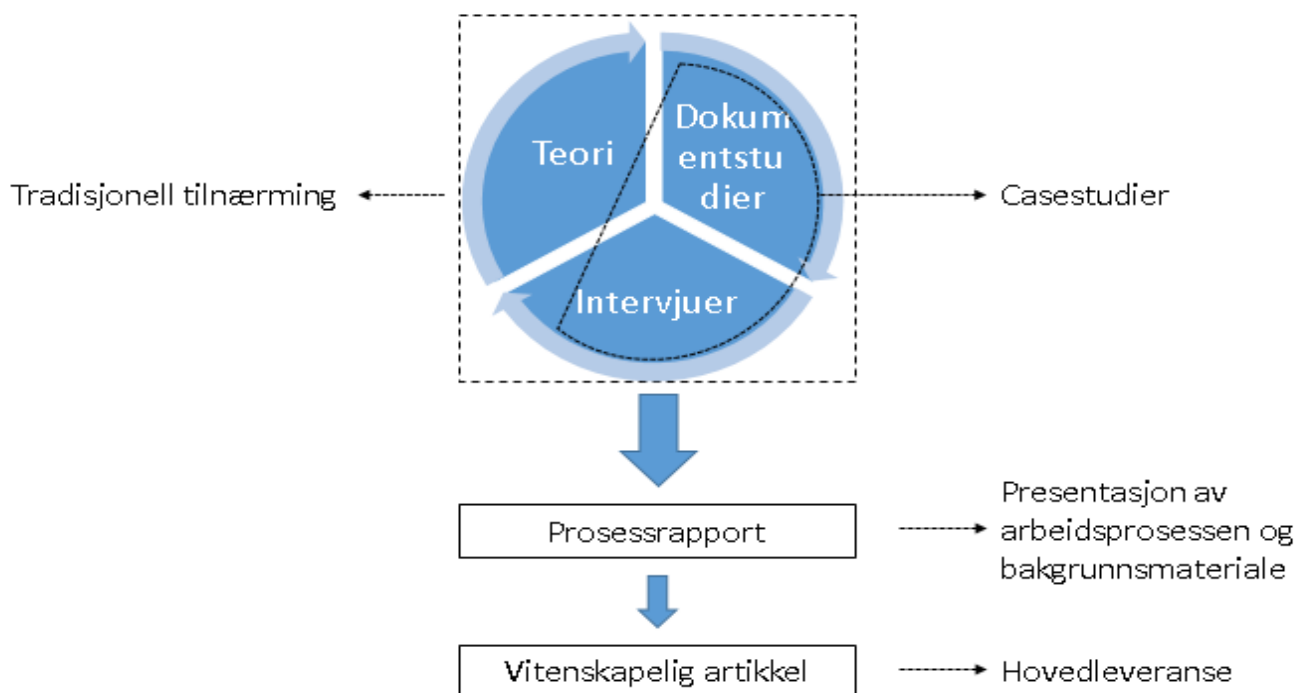 Teori
Dokum
entstu
dier
Tradisjonell tilnærming
Casestudier
Intervjuer
Prosessrapport
Presentasjon av
arbeidsprosessen og
bakgrunnsmateriale
Vitenskapelig artikkel
Hovedleveranse